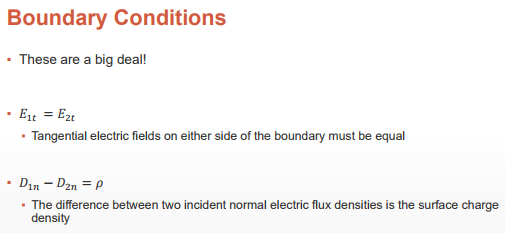 Boundary Conditions
▪ These are a big deal!
▪ E₁ₜ = E₂ₜ
▪ Tangential electric fields on either side of the boundary must be equal
▪ D₁ₙ − D₂ₙ = ρ
▪ The difference between two incident normal electric flux densities is the surface charge
density